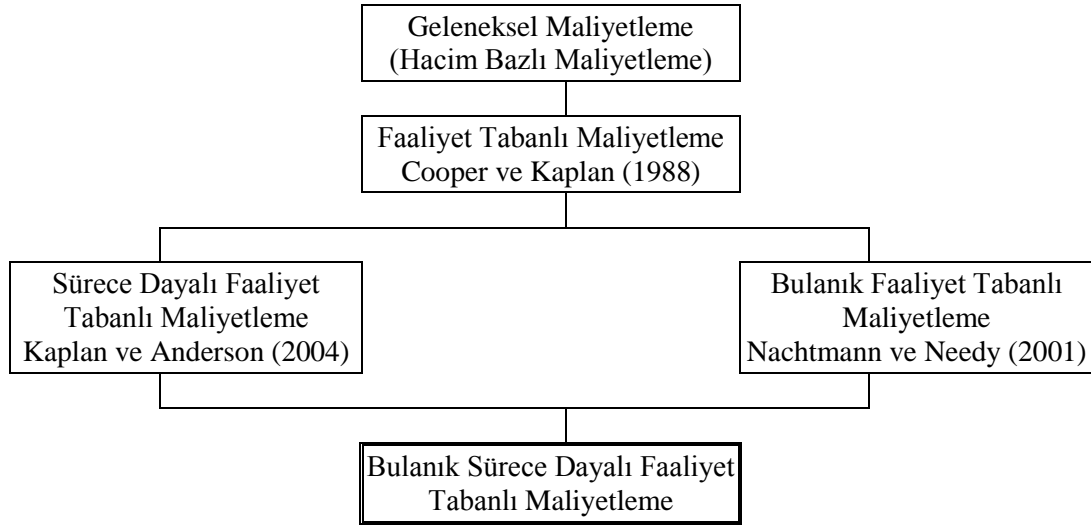 Geleneksel Maliyetleme
(Hacim Bazlı Maliyetleme)
Faaliyet Tabanlı Maliyetleme
Cooper ve Kaplan (1988)
Sürece Dayalı Faaliyet
Tabanlı Maliyetleme
Kaplan ve Anderson (2004)
Bulanık Faaliyet Tabanlı
Maliyetleme
Nachtmann ve Needy (2001)
Bulanık Sürece Dayalı Faaliyet
Tabanlı Maliyetleme